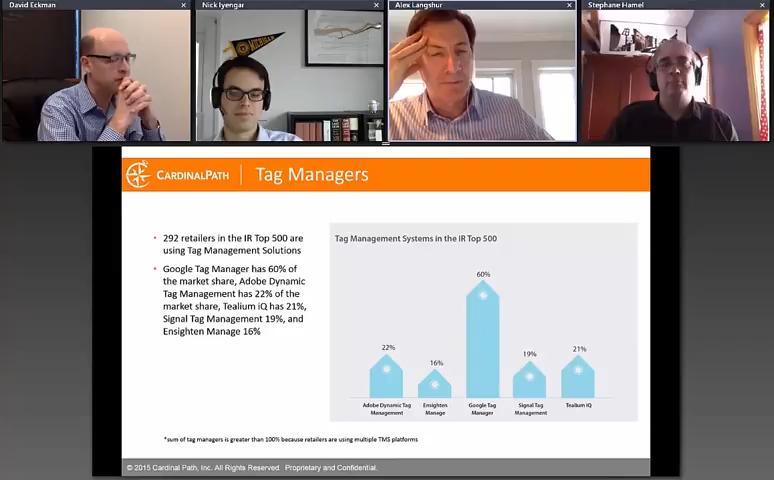 David Eckman
Nick Iyengar
Alex Langshur
Stephane Hamel
MICHIGAN
CARDINALPATH
Tag Managers
• 292 retailers in the IR Top 500 are
using Tag Management Solutions
• Google Tag Manager has 60% of
the market share, Adobe Dynamic
Tag Management has 22% of the
market share, Tealium iQ has 21%,
Signal Tag Management 19%, and
Ensighten Manage 16%
Tag Management Systems in the IR Top 500
22%
16%
60%
19%
21%
Adobe Dynamic Tag
Management
Ensighten
Manage
Google Tag
Manager
Signal Tag
Management
Tealium iQ
*sum of tag managers is greater than 100% because retailers are using multiple TMS platforms
© 2015 Cardinal Path, Inc. All Rights Reserved. Proprietary and Confidential.